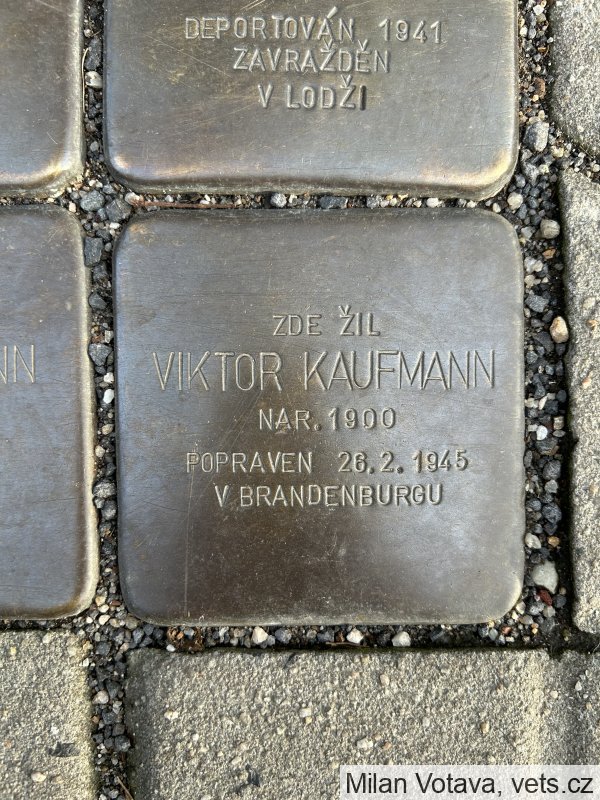 DEPORTOVÁN 1941
ZAVRAŽDĚN
V LODŽI
ZDE ŽIL
VIKTOR KAUFMANN
NAR. 1900
POPRAVEN 26. 2. 1945
V BRANDENBURGU
Milan Votava, vets.cz